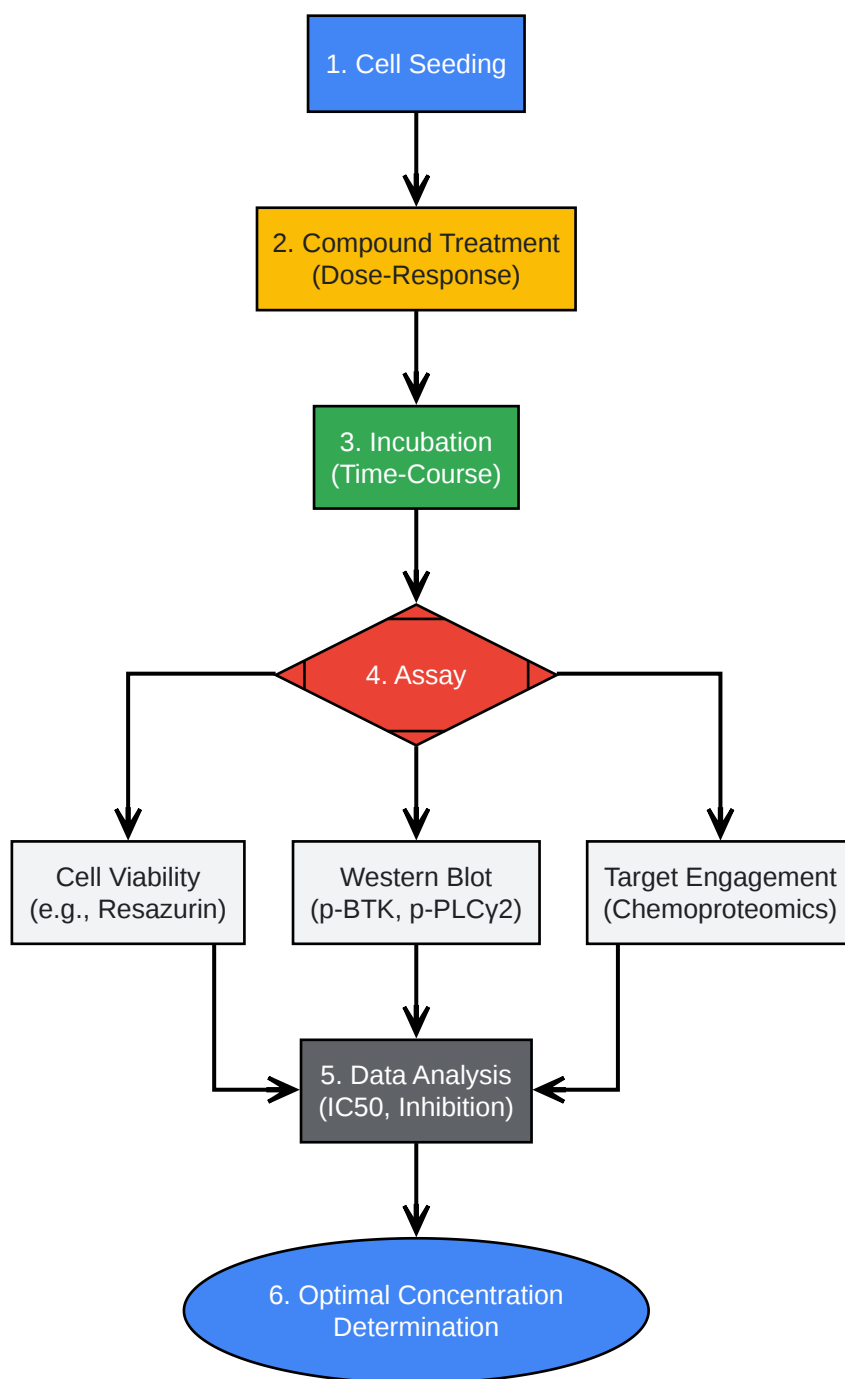 1. Cell Seeding
2. Compound Treatment
(Dose-Response)
3. Incubation
(Time-Course)
4. Assay
Cell Viability
(e.g., Resazurin)
Western Blot
(p-BTK, p-PLCγ2)
Target Engagement
(Chemoproteomics)
5. Data Analysis
(IC50, Inhibition)
6. Optimal Concentration
Determination